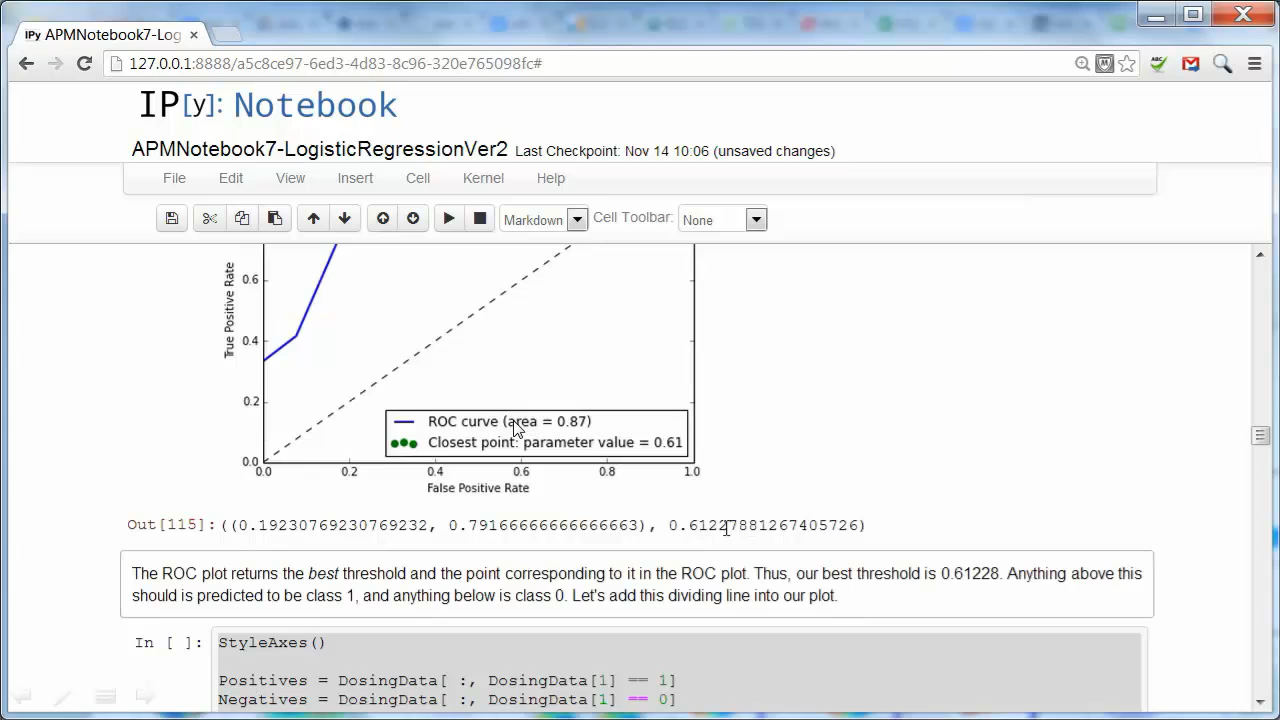 IPy APMNotebook7-Log ×
127.0.0.1:8888/a5c8ce97-6ed3-4d83-8c96-320e765098fc#
ABC
IP[y]: Notebook
APMNotebook7-LogisticRegressionVer2 Last Checkpoint: Nov 14 10:06 (unsaved changes)
File Edit View Insert Cell Kernel Help
Markdown Cell Toolbar: None
0.6
True Positive Rate
0.4
0.2
ROC curve (area = 0.87)
Closest point: parameter value = 0.61
0.0
0.0 0.2 0.4 0.6 0.8 1.0
False Positive Rate
Out[115]: ((0.19230769230769232, 0.79166666666666663), 0.61227881267405726)
The ROC plot returns the best threshold and the point corresponding to it in the ROC plot. Thus, our best threshold is 0.61228. Anything above this
should is predicted to be class 1, and anything below is class 0. Let's add this dividing line into our plot.
In [ ]: StyleAxes()
Positives = DosingData[ :, DosingData[1] == 1]
Negatives = DosingData[ :, DosingData[1] == 0]